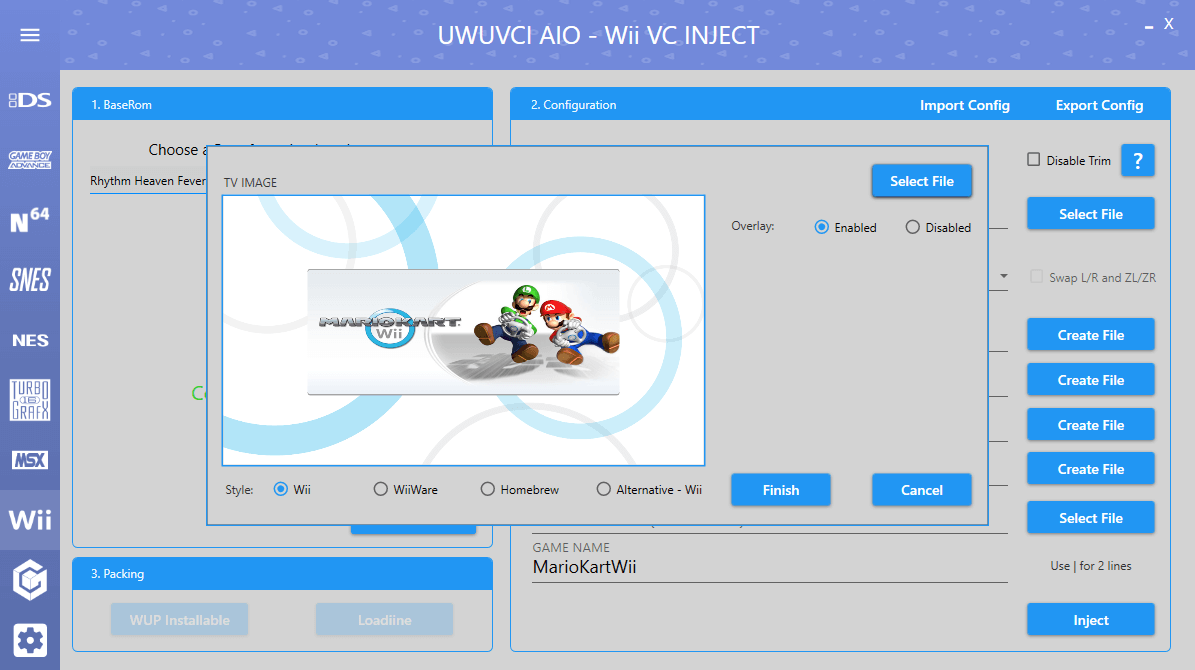 UWUVCI AIO - Wii VC INJECT
X
DS
GAME BOY
ADVANCE
N64
SNES
NES
TURBO
16
GRAFX
MSX
Wii
1. BaseRom
Choose a
Rhythm Heaven Fever
2. Configuration
Import Config
Export Config
Disable Trim
?
Select File
Swap L/R and ZL/ZR
Create File
Create File
Create File
Create File
Select File
GAME NAME
MarioKartWii
Use | for 2 lines
Inject
TV IMAGE
Select File
Overlay:
Enabled
Disabled
MARIOKART
Wii
Style:
Wii
WiiWare
Homebrew
Alternative - Wii
Finish
Cancel
3. Packing
WUP Installable
Loadiine